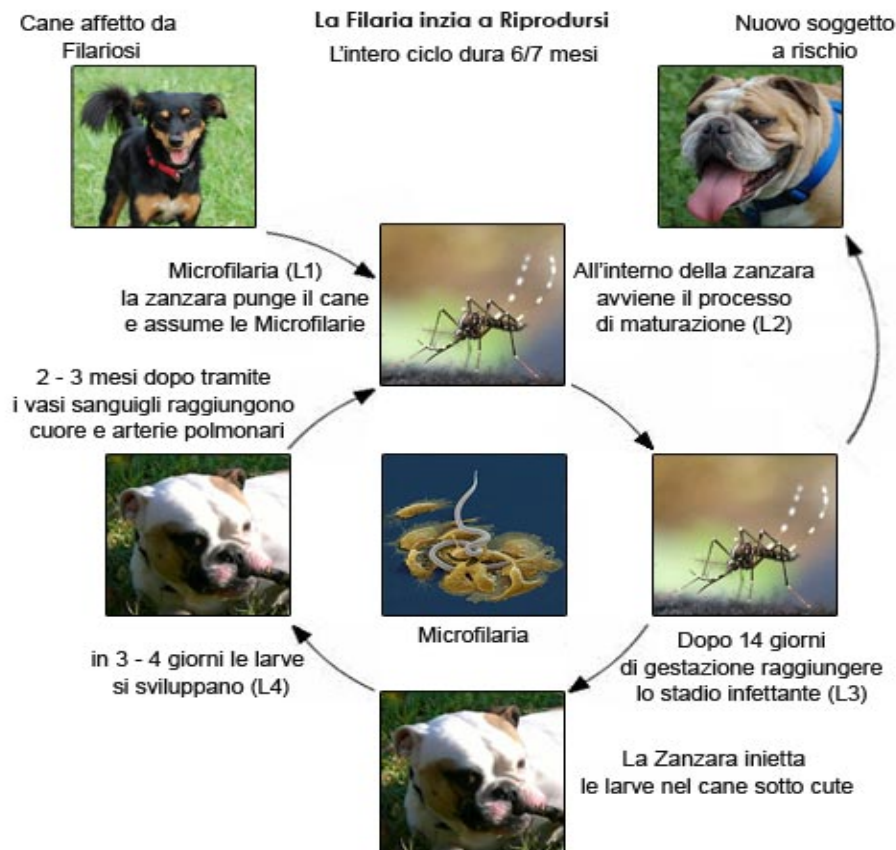 Cane affetto da
Filariosi
La Filaria inzia a Riprodursi
L'intero ciclo dura 6/7 mesi
Nuovo soggetto
a rischio
Microfilaria (L1)
la zanzara punge il cane
e assume le Microfilarie
All'interno della zanzara
avviene il processo
di maturazione (L2)
2 - 3 mesi dopo tramite
i vasi sanguigli raggiungono
cuore e arterie polmonari
Microfilaria
Dopo 14 giorni
di gestazione raggiungere
lo stadio infettante (L3)
in 3 - 4 giorni le larve
si sviluppano (L4)
La Zanzara inietta
le larve nel cane sotto cute